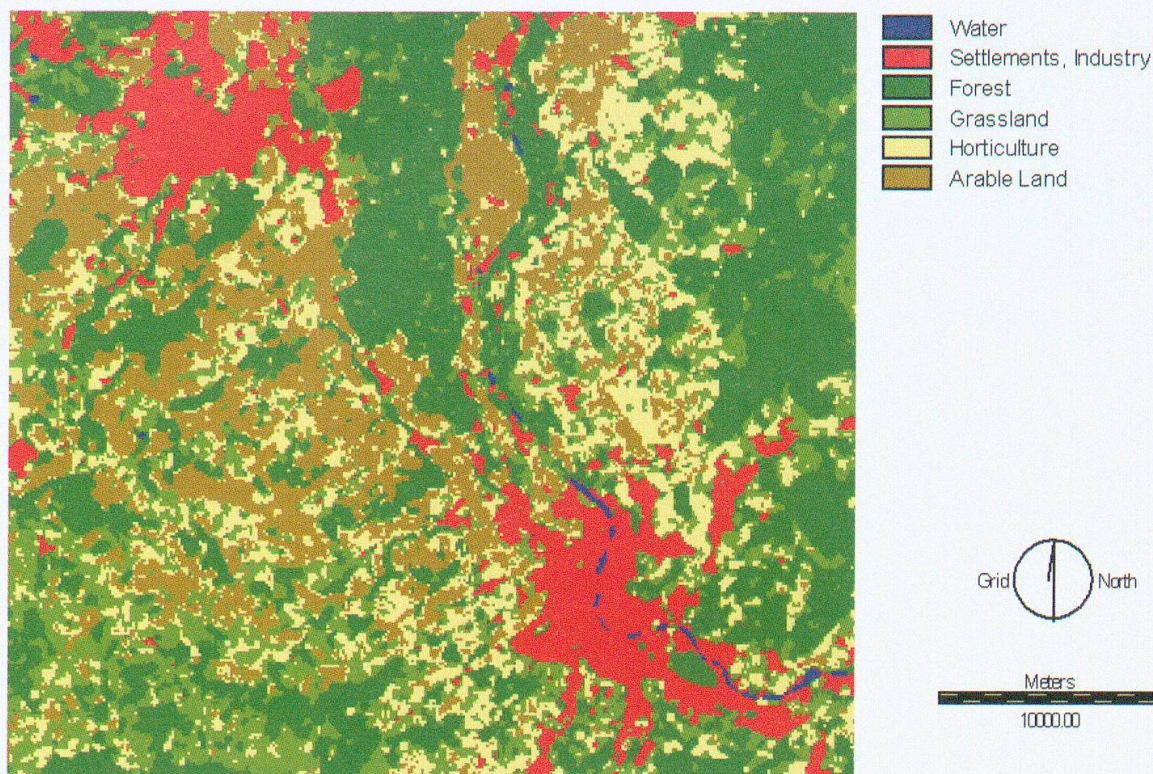 Water
Settlements, Industry
Forest
Grassland
Horticulture
Arable Land
Grid North
Meters
10000.00